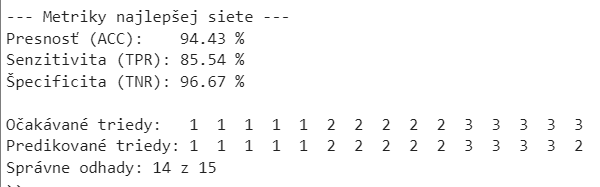 --- Metriky najlepšej siete ---
Presnosť (ACC):    94.43 %
Senzitivita (TPR): 85.54 %
Špecificita (TNR): 96.67 %
Očakávané triedy:   1  1  1  1  1  2  2  2  2  2  3  3  3  3  3
Predikované triedy: 1  1  1  1  1  2  2  2  2  2  3  3  3  3  2
Správne odhady: 14 z 15
>>